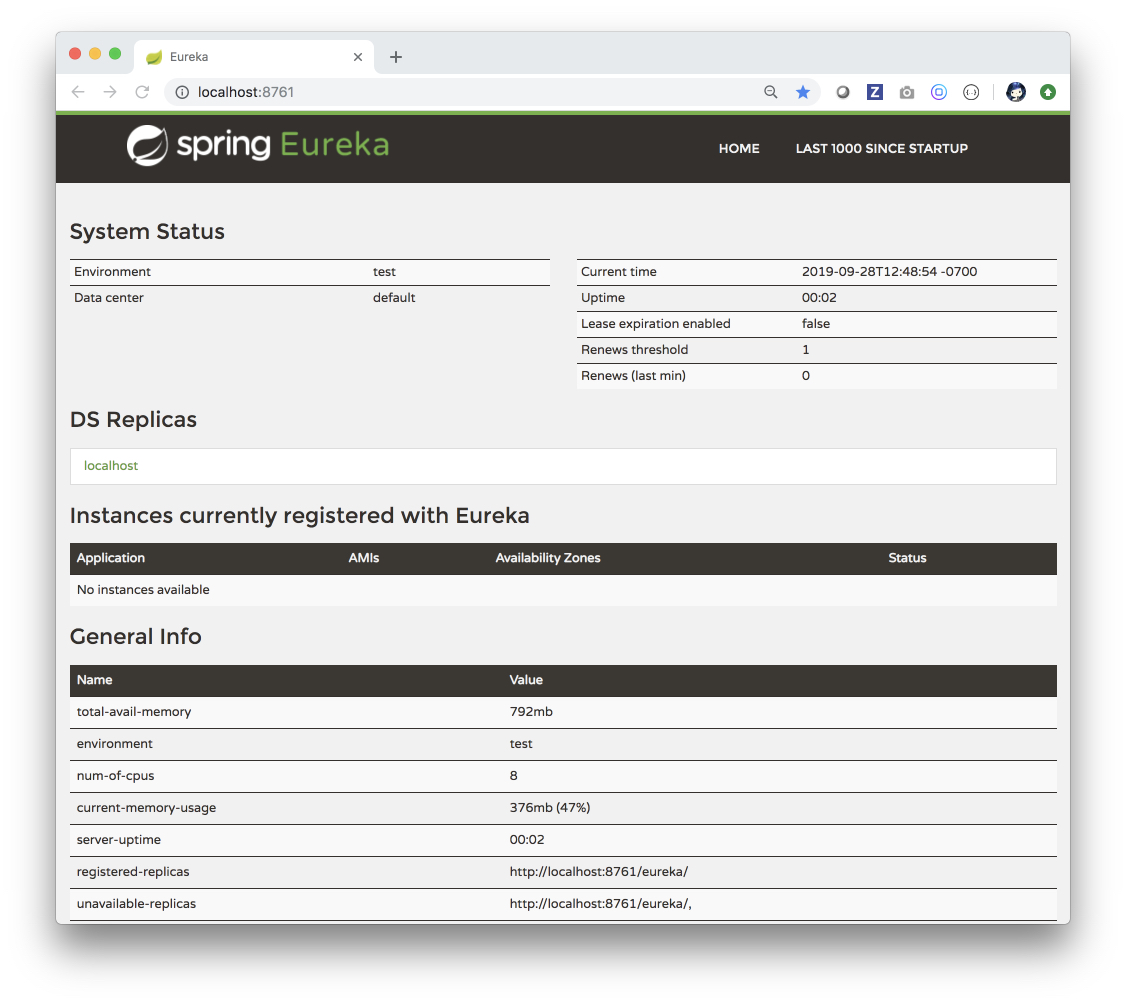 Eureka
localhost:8761
Z
spring Eureka
HOME LAST 1000 SINCE STARTUP
System Status
Environment test
Data center default
Current time 2019-09-28T12:48:54 -0700
Uptime 00:02
Lease expiration enabled false
Renews threshold 1
Renews (last min) 0
DS Replicas
localhost
Instances currently registered with Eureka
Application AMIs Availability Zones Status
No instances available
General Info
Name Value
total-avail-memory 792mb
environment test
num-of-cpus 8
current-memory-usage 376mb (47%)
server-uptime 00:02
registered-replicas http://localhost:8761/eureka/
unavailable-replicas http://localhost:8761/eureka/,